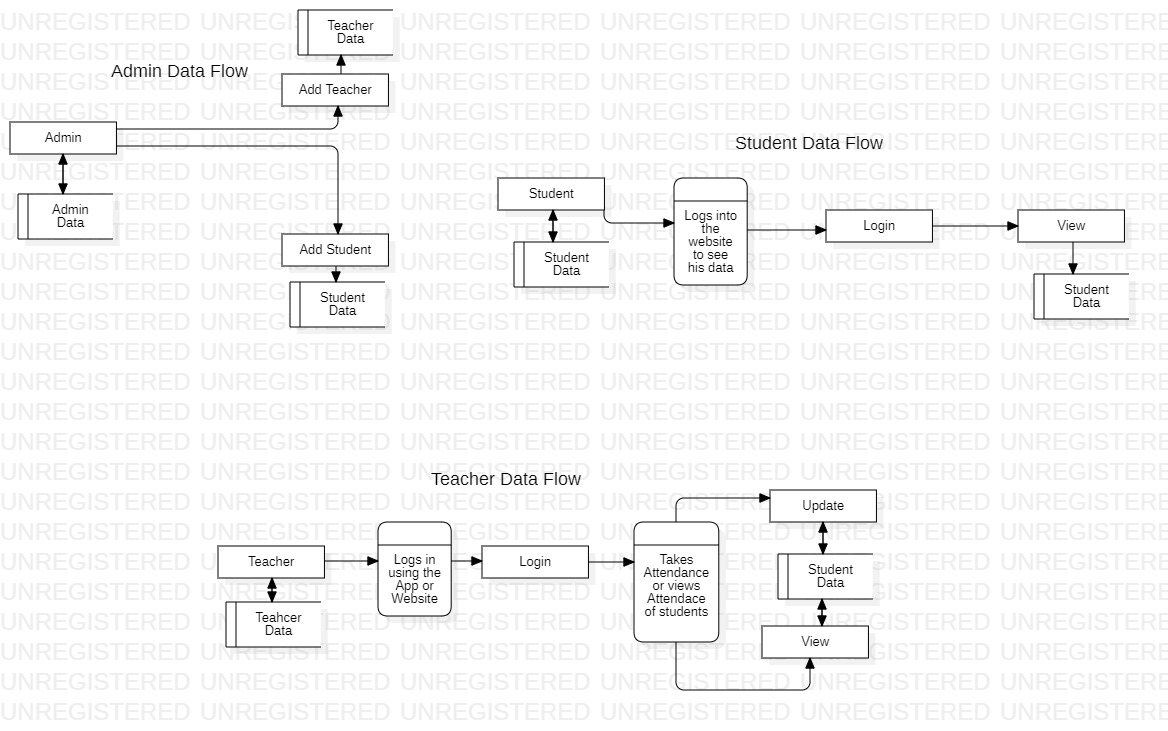 Admin Data Flow
Teacher
Data
Add Teacher
Admin
Admin
Data
Add Student
Student
Data
Student Data Flow
Student
Student
Data
Logs into
the
website
to see
his data
Login
View
Student
Data
Teacher Data Flow
Teacher
Teahcer
Data
Logs in
using the
App or
Website
Login
Takes
Attendance
or views
Attendace
of students
Update
Student
Data
View
UNREGISTERED